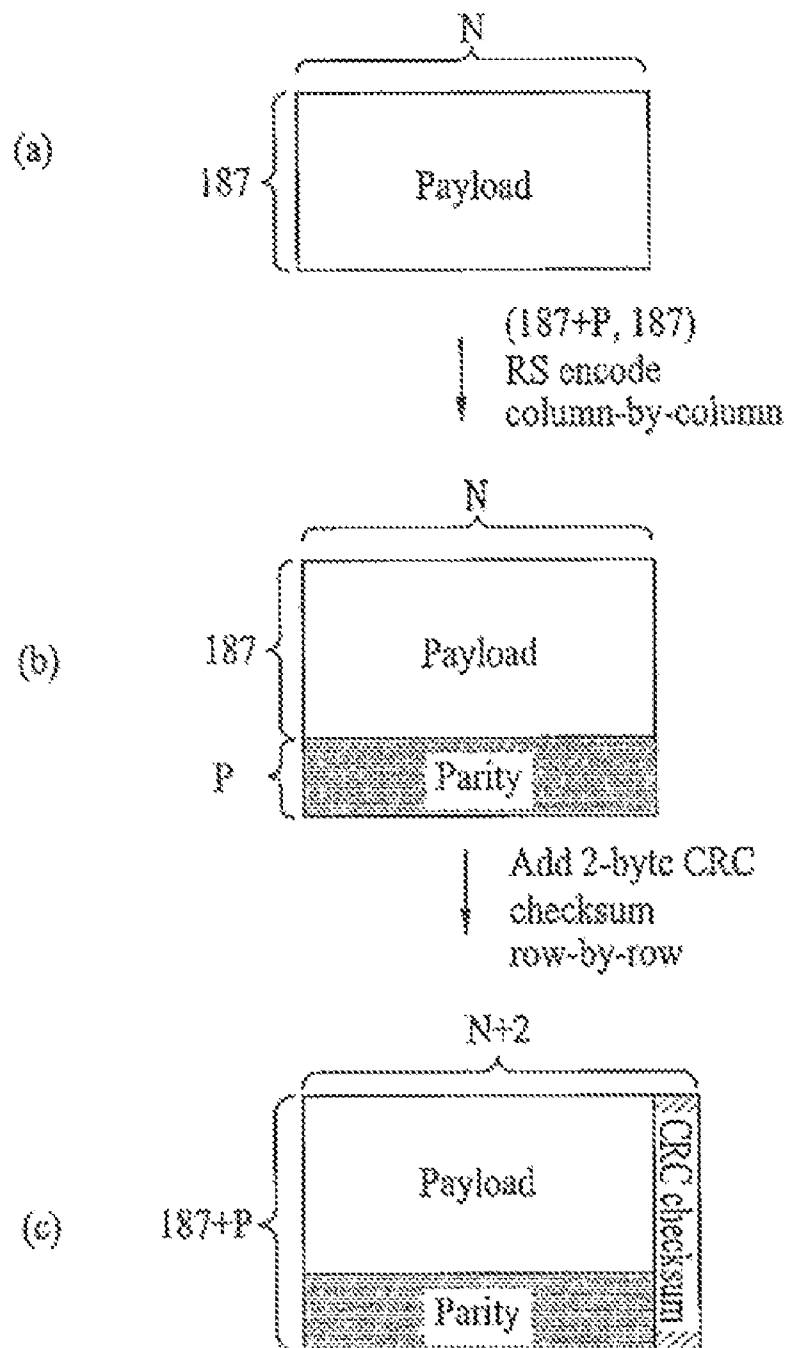 N
(a)
187
Payload
(187+P, 187)
RS encode
column-by-column
N
(b)
187
Payload
P
Parity
Add 2-byte CRC
checksum
row-by-row
N+2
(c)
187+P
Payload
CRC checksum
Parity